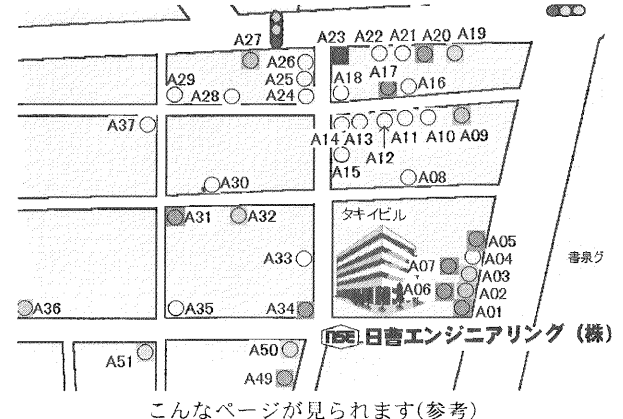 A27
A23 A22 A21 A20 A19
A26
A25
A24
A29
A28
A18
A17
A16
A37
A14 A13 A12 A11 A10 A09
A15
A08
A30
A31
A32
タキイビル
A33
A05
A04
A03
A07
A06
A02
A01
書泉グ
A36
A35
A34
NSE 日曹エンジニアリング (株)
A51
A50
A49
こんなページが見られます(参考)